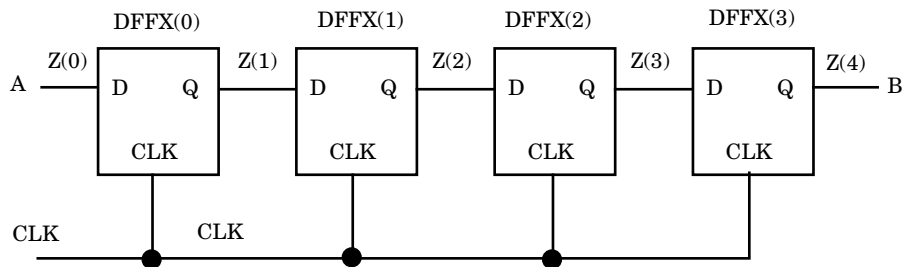 DFFX(0) DFFX(1) DFFX(2) DFFX(3)
A Z(0) Z(1) Z(2) Z(3) Z(4) B
D Q D Q D Q D Q
CLK CLK CLK CLK
CLK CLK